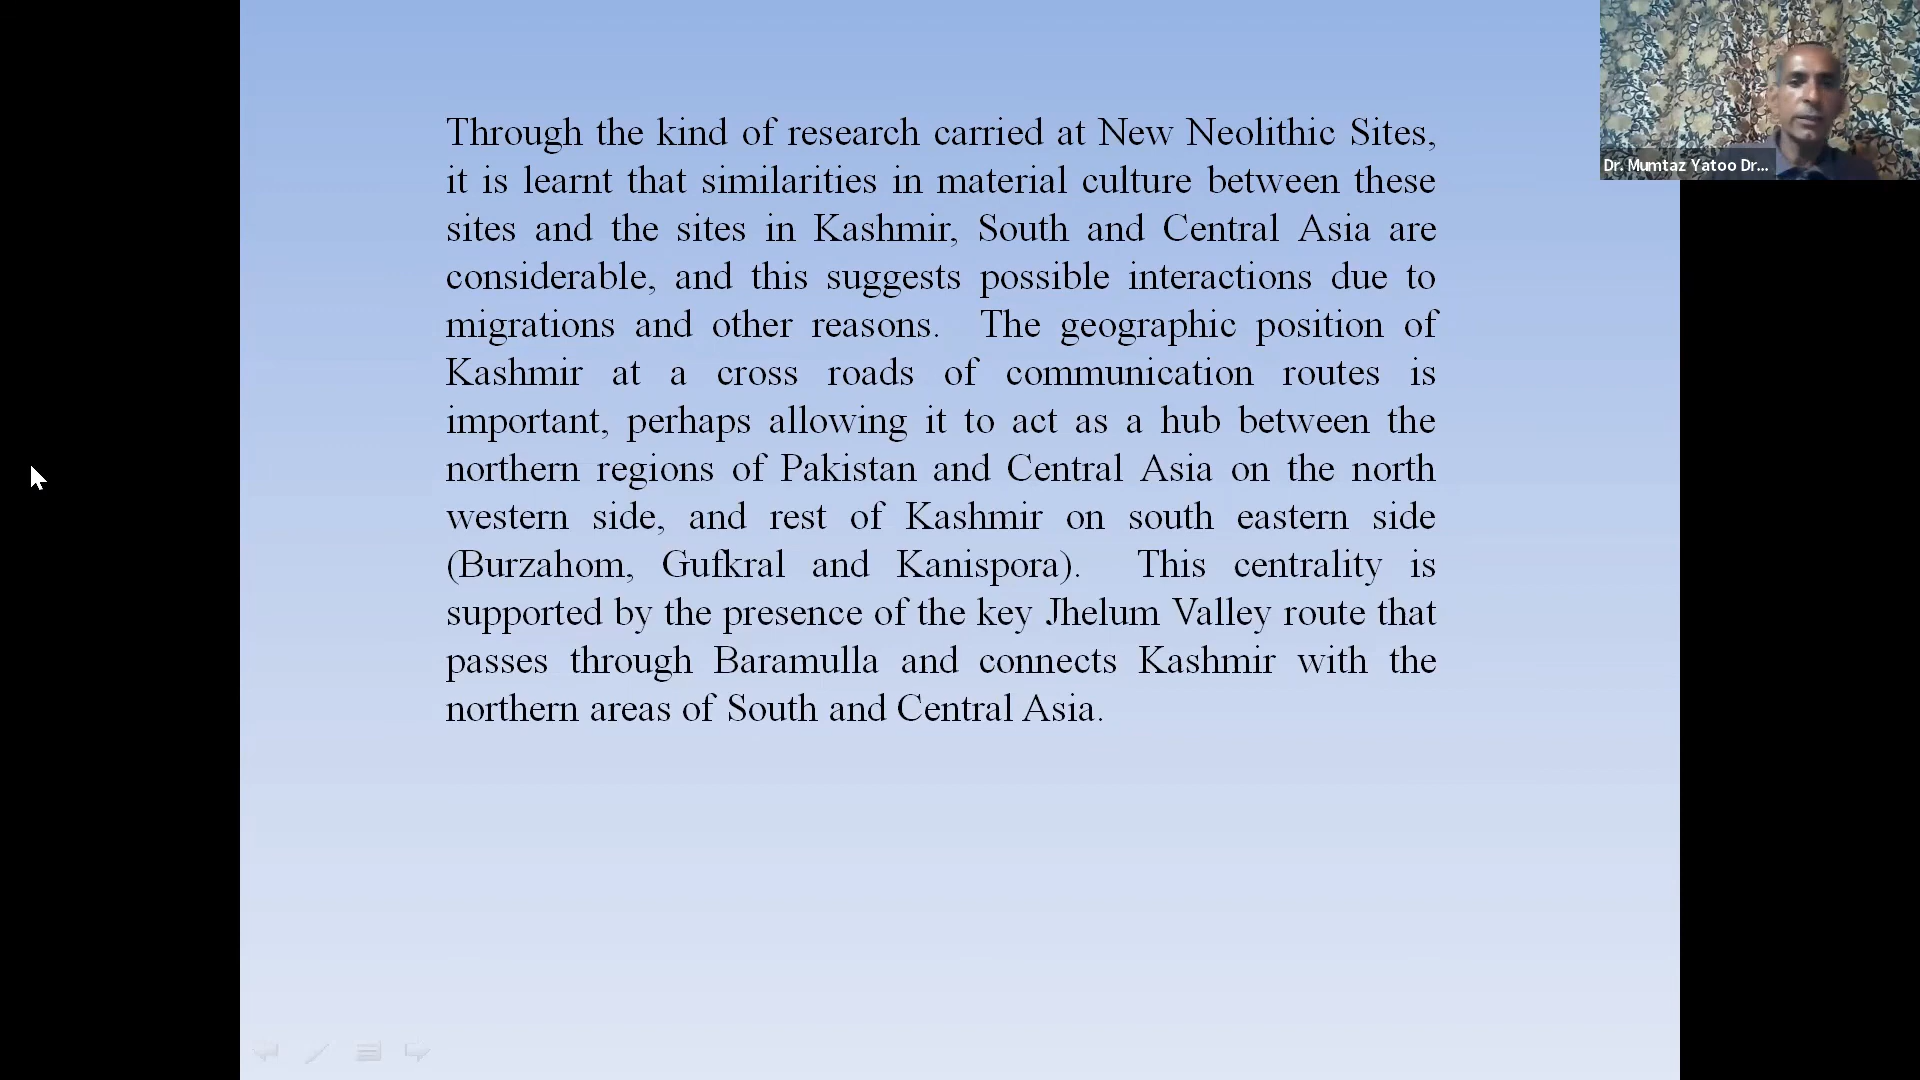 Through the kind of research carried at New Neolithic Sites,
it is learnt that similarities in material culture between these
sites and the sites in Kashmir, South and Central Asia are
considerable, and this suggests possible interactions due to
migrations and other reasons. The geographic position of
Kashmir at a cross roads of communication routes is
important, perhaps allowing it to act as a hub between the
northern regions of Pakistan and Central Asia on the north
western side, and rest of Kashmir on south eastern side
(Burzahom, Gufkral and Kanispora). This centrality is
supported by the presence of the key Jhelum Valley route that
passes through Baramulla and connects Kashmir with the
northern areas of South and Central Asia.
Dr. Mumtaz Yatoo Dr...